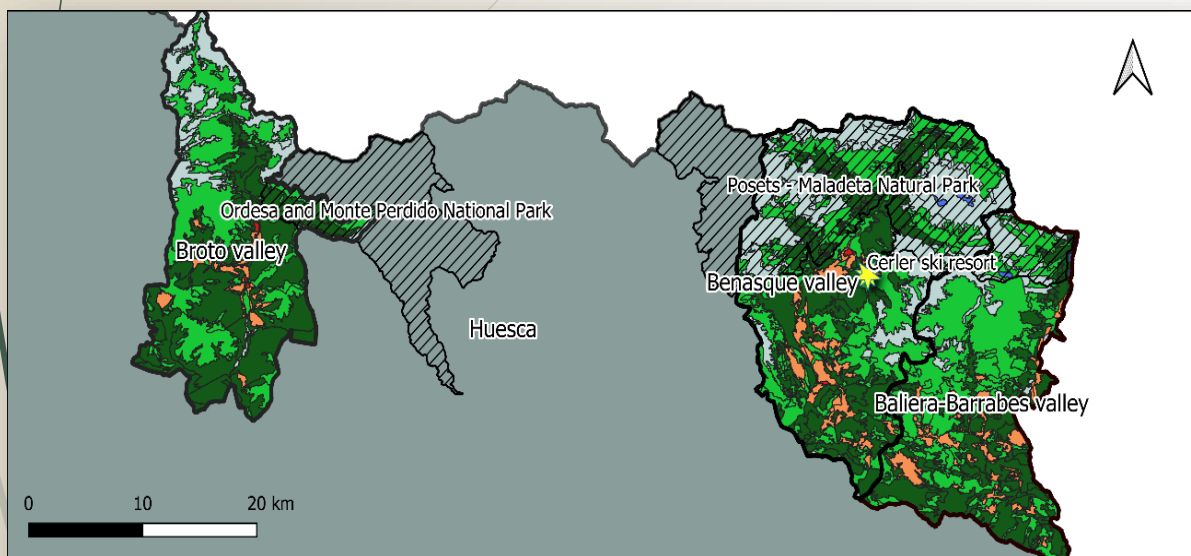 Posets - Maladeta Natural Park
Ordesa and Monte Perdido National Park
Broto valley
Cerler ski resort
Benasque valley
Huesca
Baliera-Barrabes valley
0 10 20 km